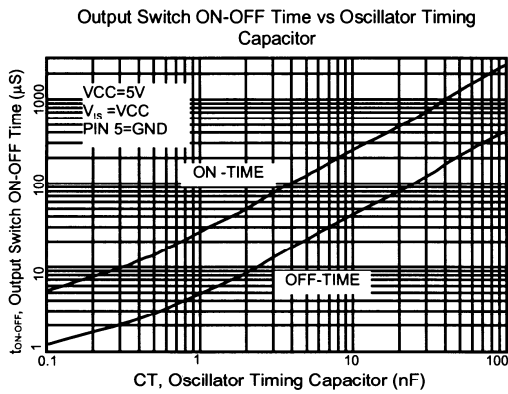 Output Switch ON-OFF Time vs Oscillator Timing
Capacitor
tON-OFF, Output Switch ON-OFF Time (µS)
1000
100
10
1
VCC=5V
VIS =VCC
PIN 5=GND
ON -TIME
OFF-TIME
0.1
1
10
100
CT, Oscillator Timing Capacitor (nF)